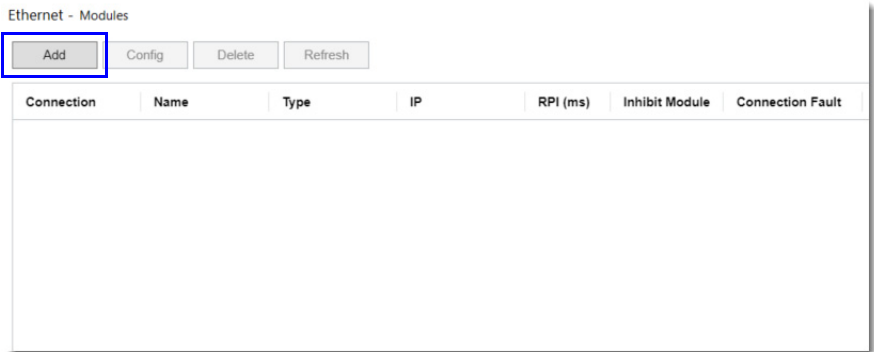 Ethernet - Modules
Add Config Delete Refresh
Connection Name Type IP RPI (ms) Inhibit Module Connection Fault